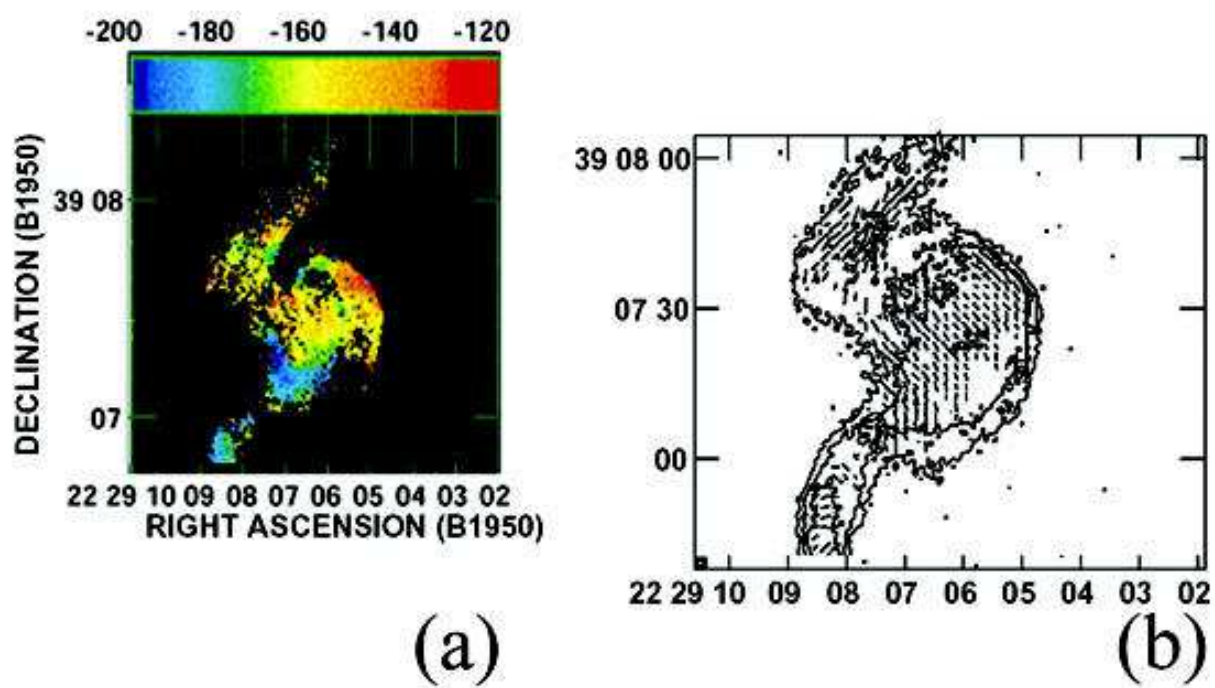 -200 -180 -160 -140 -120
DECLINATION (B1950)
39 08
07
22 29 10 09 08 07 06 05 04 03 02
RIGHT ASCENSION (B1950)
(a)
39 08 00
07 30
00
22 29 10 09 08 07 06 05 04 03 02
(b)